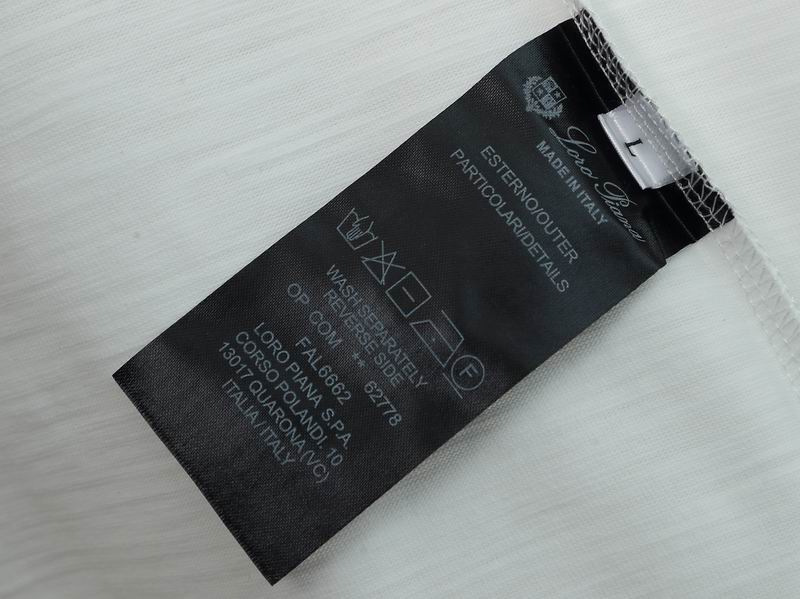 Loro Piana
L
MADE IN ITALY
ESTERNO/OUTER
PARTICOLARI/DETAILS
F
WASH SEPARATELY
REVERSE SIDE
OP COM ** 62778
FAL6662
LORO PIANA S.P.A.
CORSO POLANDI, 10
13017 QUARONA (VC)
ITALIA/ITALY